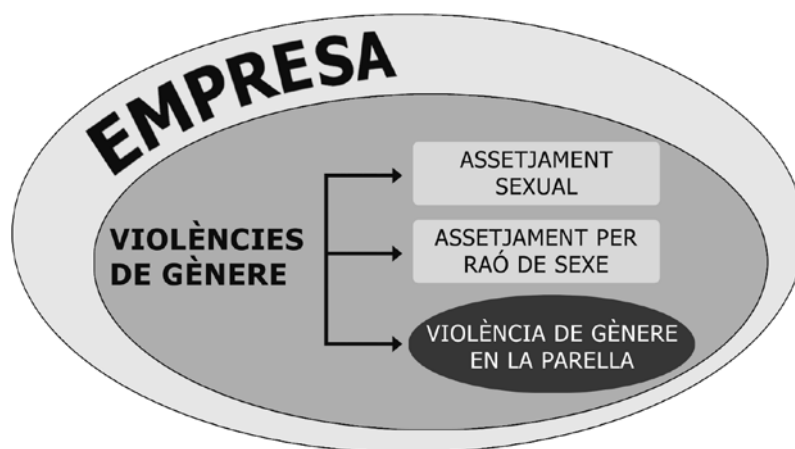 EMPRESA
VIOLÈNCIES
DE GÈNERE
ASSETJAMENT
SEXUAL
ASSETJAMENT PER
RAÓ DE SEXE
VIOLÈNCIA DE GÈNERE
EN LA PARELLA